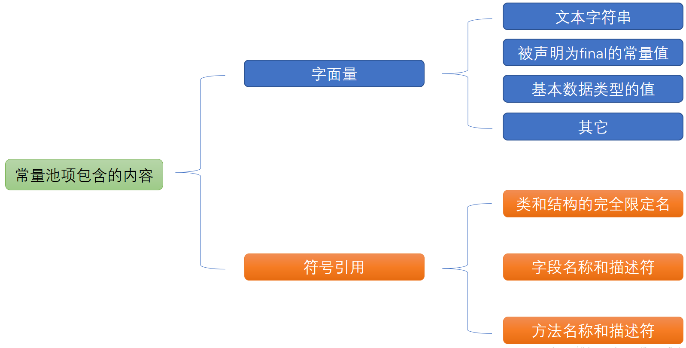 常量池项包含的内容
字面量
文本字符串
被声明为final的常量值
基本数据类型的值
其它
符号引用
类和结构的完全限定名
字段名称和描述符
方法名称和描述符